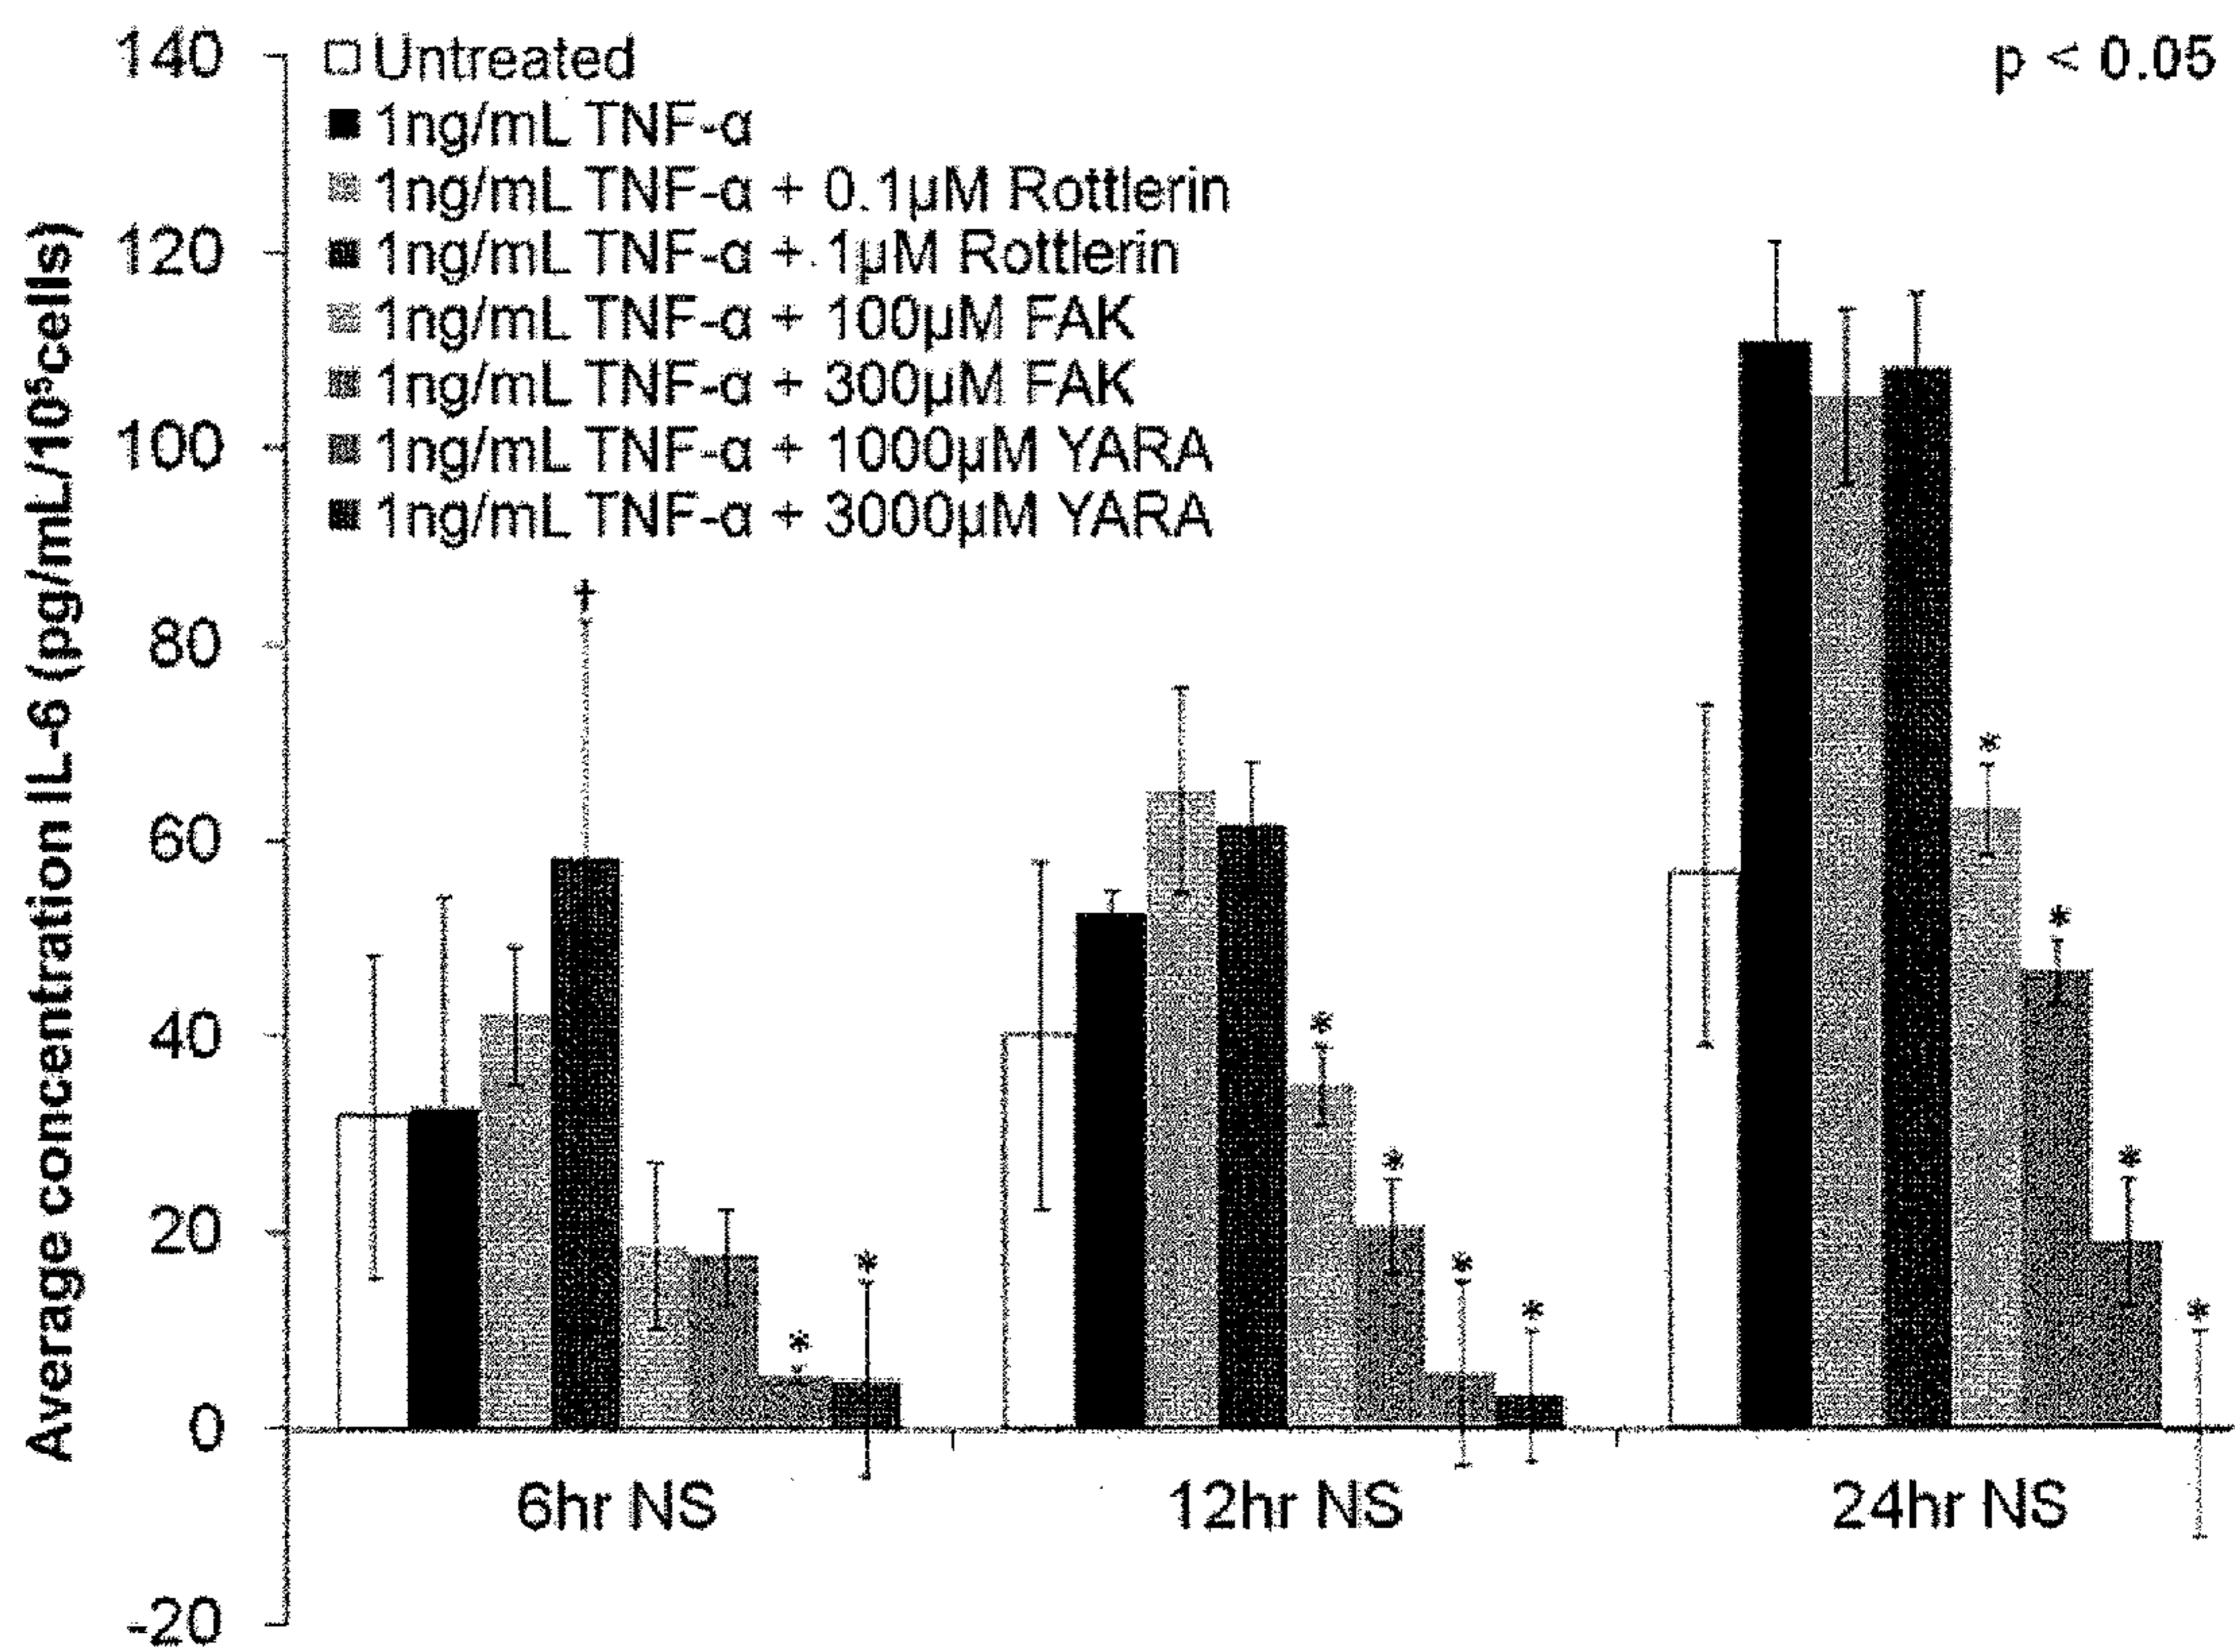 Average concentration IL-6 (pg/mL/10⁵cells)
140
120
100
80
60
40
20
0
-20
Untreated
1ng/mL TNF-α
1ng/mL TNF-α + 0.1µM Rottlerin
1ng/mL TNF-α + 1µM Rottlerin
1ng/mL TNF-α + 100µM FAK
1ng/mL TNF-α + 300µM FAK
1ng/mL TNF-α + 1000µM YARA
1ng/mL TNF-α + 3000µM YARA
p < 0.05
†
*
*
*
*
*
*
*
*
*
*
6hr NS
12hr NS
24hr NS